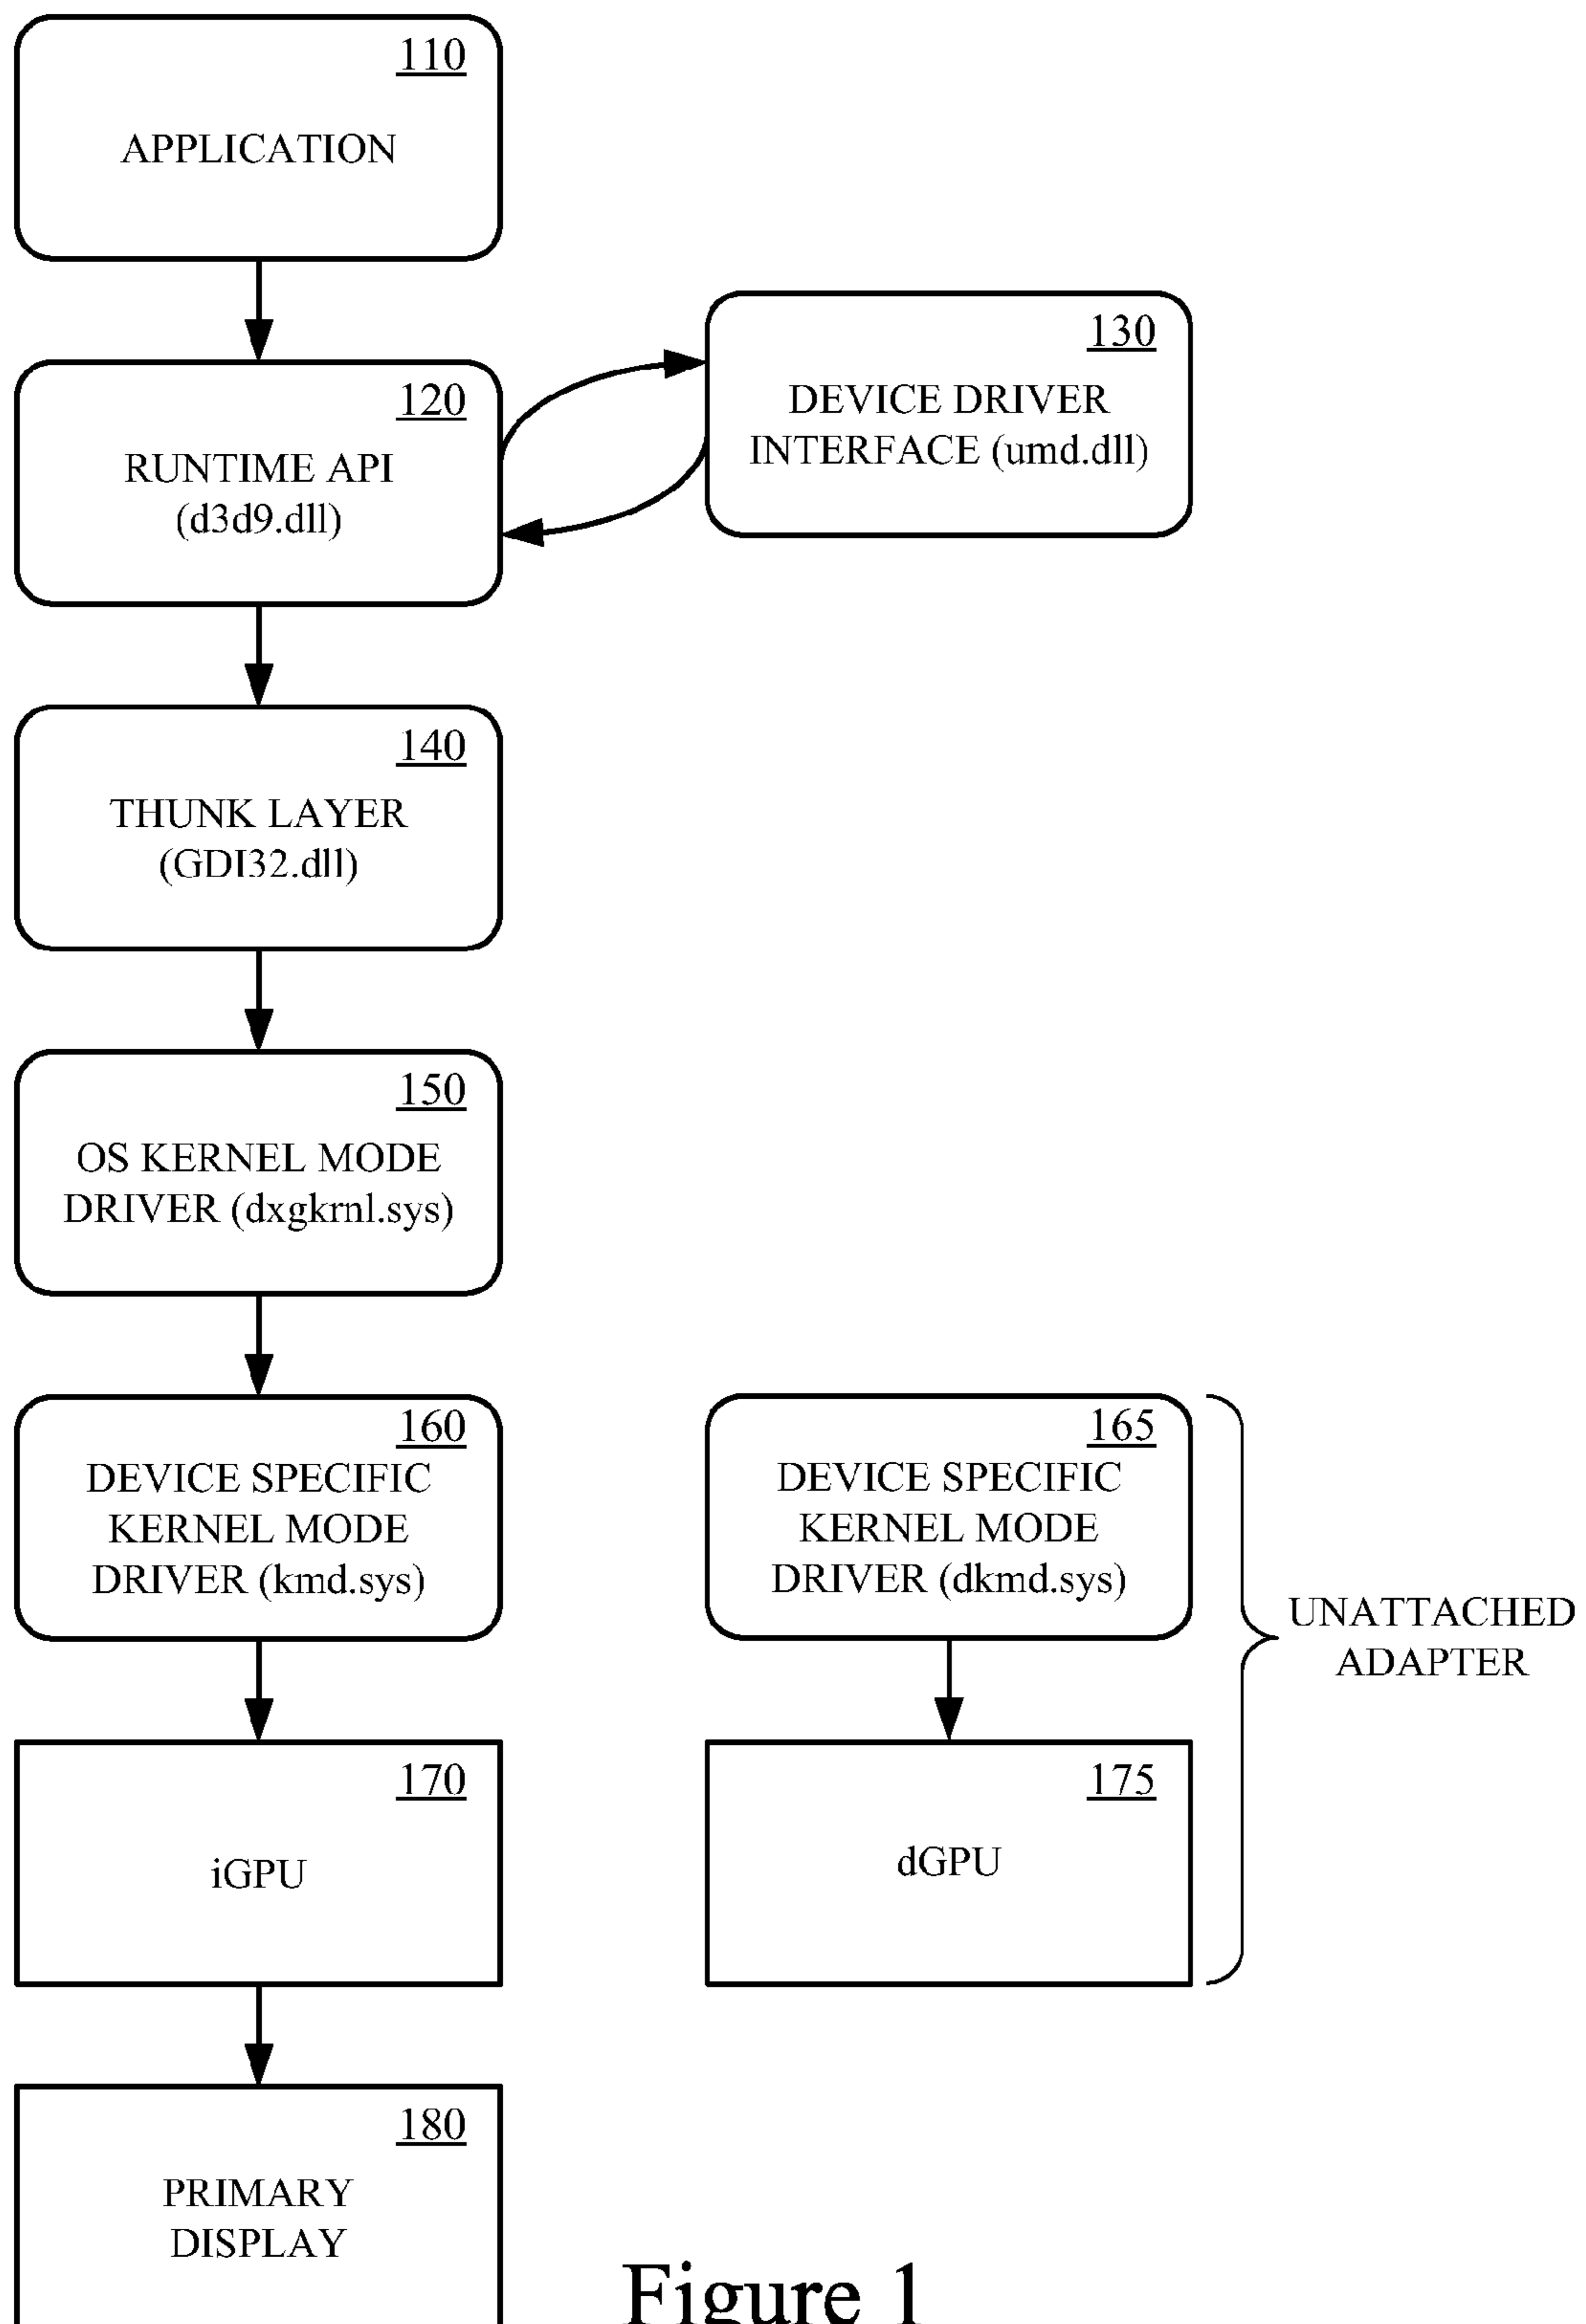 110
APPLICATION
120
RUNTIME API
(d3d9.dll)
130
DEVICE DRIVER
INTERFACE (umd.dll)
140
THUNK LAYER
(GDI32.dll)
150
OS KERNEL MODE
DRIVER (dxgkrnl.sys)
160
DEVICE SPECIFIC
KERNEL MODE
DRIVER (kmd.sys)
165
DEVICE SPECIFIC
KERNEL MODE
DRIVER (dkmd.sys)
UNATTACHED
ADAPTER
170
iGPU
175
dGPU
180
PRIMARY
DISPLAY
Figure 1